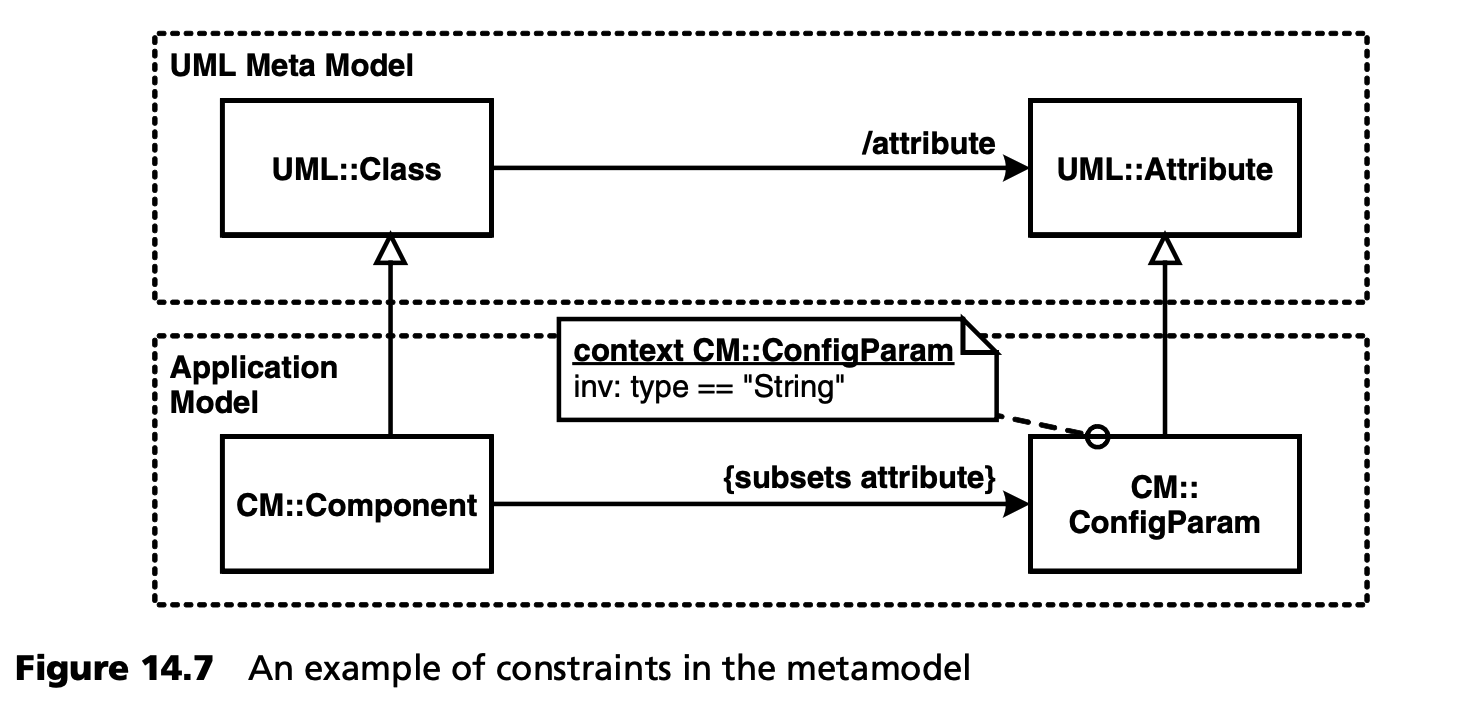 UML Meta Model
UML::Class
/attribute
UML::Attribute
Application
Model
context CM::ConfigParam
inv: type == "String"
CM::Component
{subsets attribute}
CM::
ConfigParam
Figure 14.7 An example of constraints in the metamodel